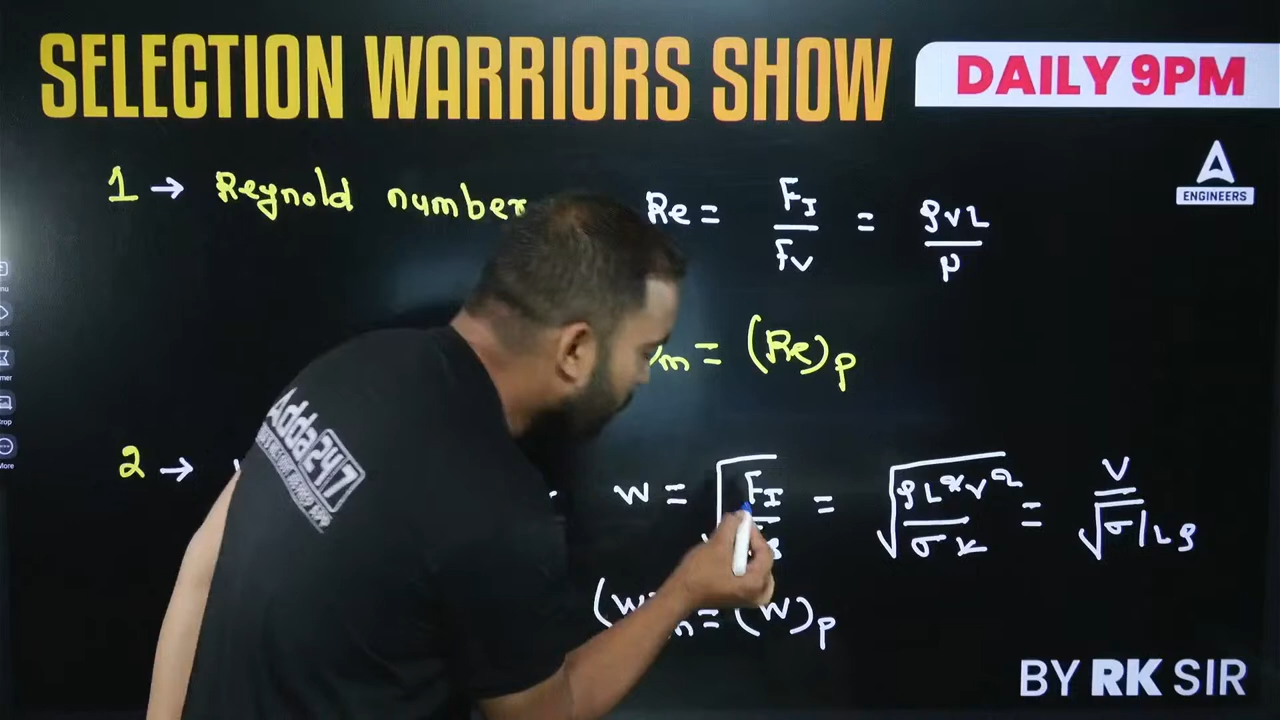 SELECTION WARRIORS SHOW
DAILY 9PM
ENGINEERS
1 → Reynold number Re = FI / Fv = ρVL / μ
m = (Re)p
2 → W = √FI = √ρL²V² / σL = V / √σ/Lρ
(W)m = (W)p
Adda247
BY RK SIR